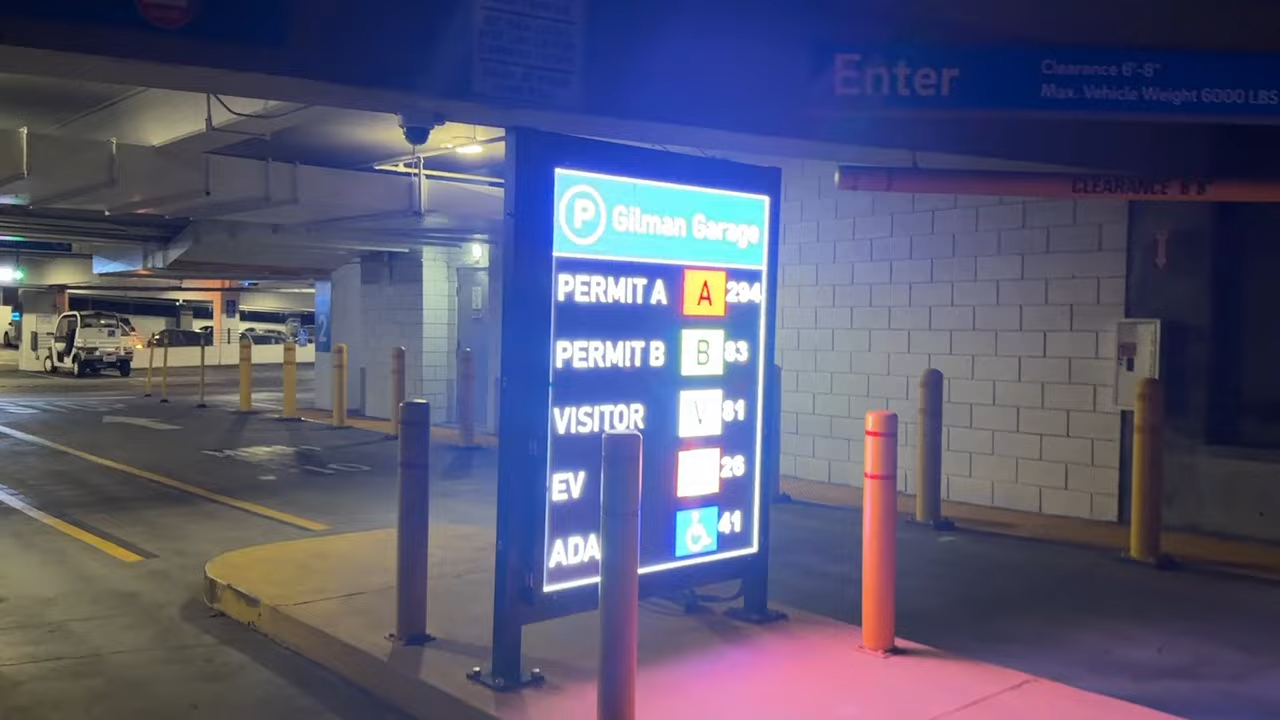 Enter
Clearance 6'-8"
Max. Vehicle Weight 6000 LBS
CLEARANCE 6'8"
P Gilman Garage
PERMIT A A 294
PERMIT B B 83
VISITOR V 81
EV 26
ADA 41
2